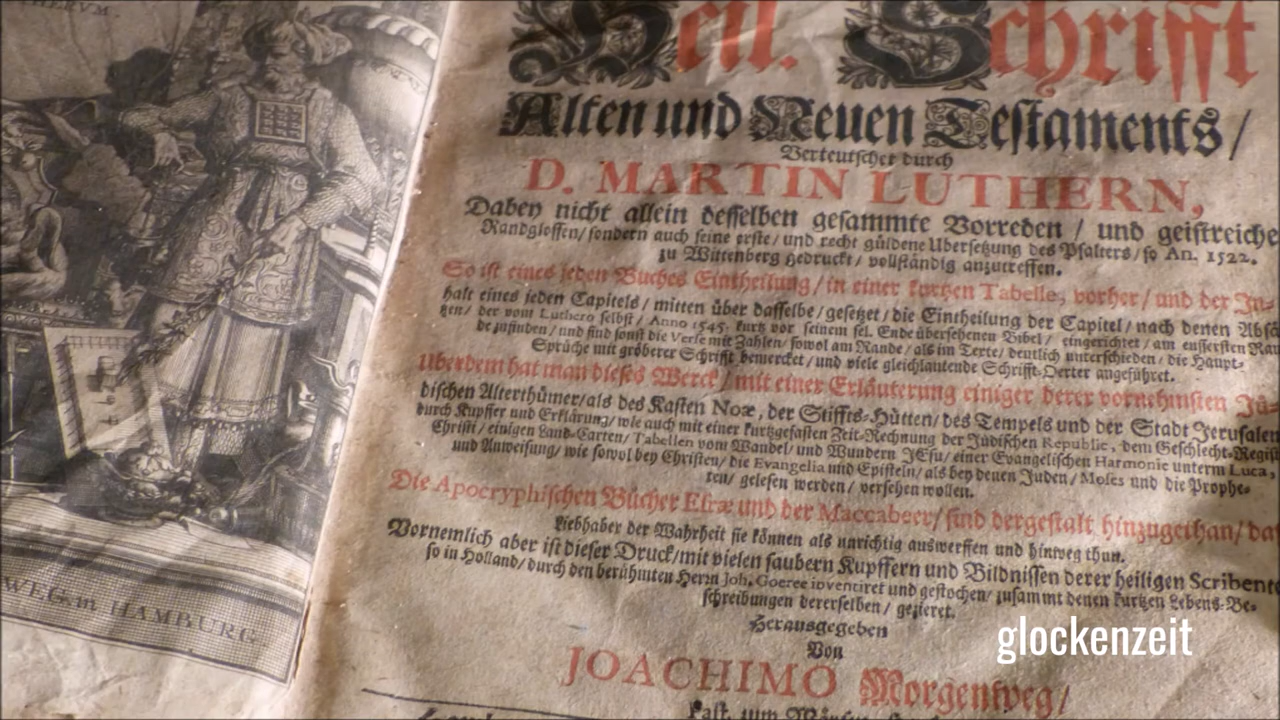 THERUM.
WEG in HAMBURG
Heil. Schrifft
Alten und Neuen Testaments /
Verteutschet durch
D. MARTIN LUTHERN,
Dabey nicht allein desselben gesammte Vorreden / und geistreiche
Randglossen / sondern auch seine erste / und recht güldene Ubersetzung des Psalters / so An. 1522.
zu Wittenberg gedruckt / vollständig anzutreffen.
So ist eines jeden Buches Eintheilung / in einer kurtzen Tabelle, vorher / und der In-
halt eines jeden Capitels / mitten über dasselbe / gesetzet / die Eintheilung der Capitel / nach denen Absä
tzen / der vom Luthero selbst / Anno 1545. kurtz vor seinem sel. Ende übersehenen Bibel / eingerichtet / am eussersten Ran
de zufinden / und sind sonst die Verse mit Zahlen / sowol am Rande / als im Texte / deutlich unterschieden / die Haupt-
Sprüche mit gröberer Schrifft bemercket / und viele gleichlautende Schrifft-Oerter angeführet.
Uberdem hat man dieses Werck / mit einer Erläuterung einiger derer vornehmsten Jü-
dischen Alterthümer / als des Kasten Noæ, der Stiffts-Hütten / des Tempels und der Stadt Jerusalem
durch Kupffer und Erklärung / wie auch mit einer kurtzgefasten Zeit-Rechnung der Jüdischen Republic, dem Geschlecht-Regist
Christi / einigen Land-Carten / Tabellen vom Wandel / und Wundern JEsu / einer Evangelischen Harmonie unterm Luca,
und Anweisung / wie sowol bey Christen / die Evangelia und Episteln / als bey denen Juden / Moses und die Prophe-
ten / gelesen werden / versehen wollen.
Die Apocryphischen Bücher Esræ und der Maccabeer / sind dergestalt hinzugethan / da
Liebhaber der Wahrheit sie können als unrichtig auswerffen und hinweg thun.
Vornemlich aber ist dieser Druck / mit vielen saubern Kupffern und Bildnissen derer heiligen Scribente
so in Holland / durch den berühmten Herrn Joh. Goeree inventiret und gestochen / zusammt denen kurtzen Lebens-Be-
schreibungen dererselben / gezieret.
Herausgegeben
Von
JOACHIMO Morgenweg /
glockenzeit